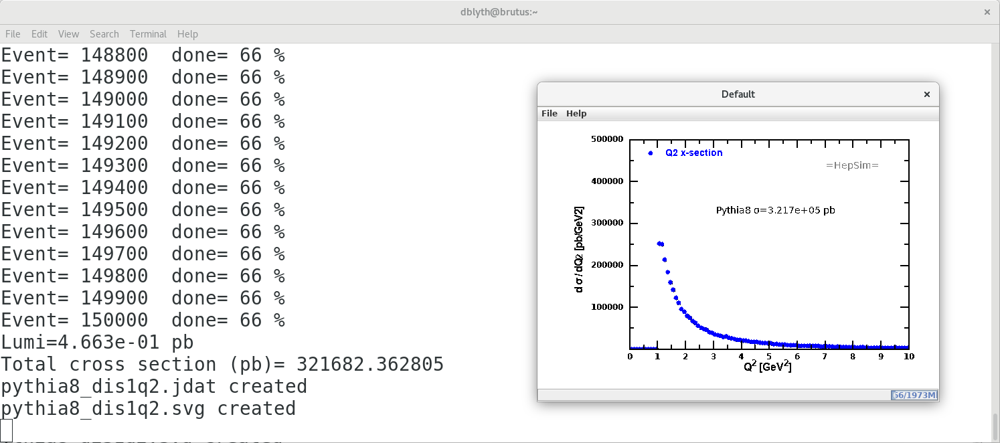 dblyth@brutus:~
File Edit View Search Terminal Help
Event= 148800 done= 66 %
Event= 148900 done= 66 %
Event= 149000 done= 66 %
Event= 149100 done= 66 %
Event= 149200 done= 66 %
Event= 149300 done= 66 %
Event= 149400 done= 66 %
Event= 149500 done= 66 %
Event= 149600 done= 66 %
Event= 149700 done= 66 %
Event= 149800 done= 66 %
Event= 149900 done= 66 %
Event= 150000 done= 66 %
Lumi=4.663e-01 pb
Total cross section (pb)= 321682.362805
pythia8_dis1q2.jdat created
pythia8_dis1q2.svg created
Default
File Help
500000
Q2 x-section
=HepSim=
400000
Pythia8 σ=3.217e+05 pb
300000
200000
100000
dσ/dQ2 [pb/GeV2]
0 1 2 3 4 5 6 7 8 9 10
Q² [GeV²]
66/1973M